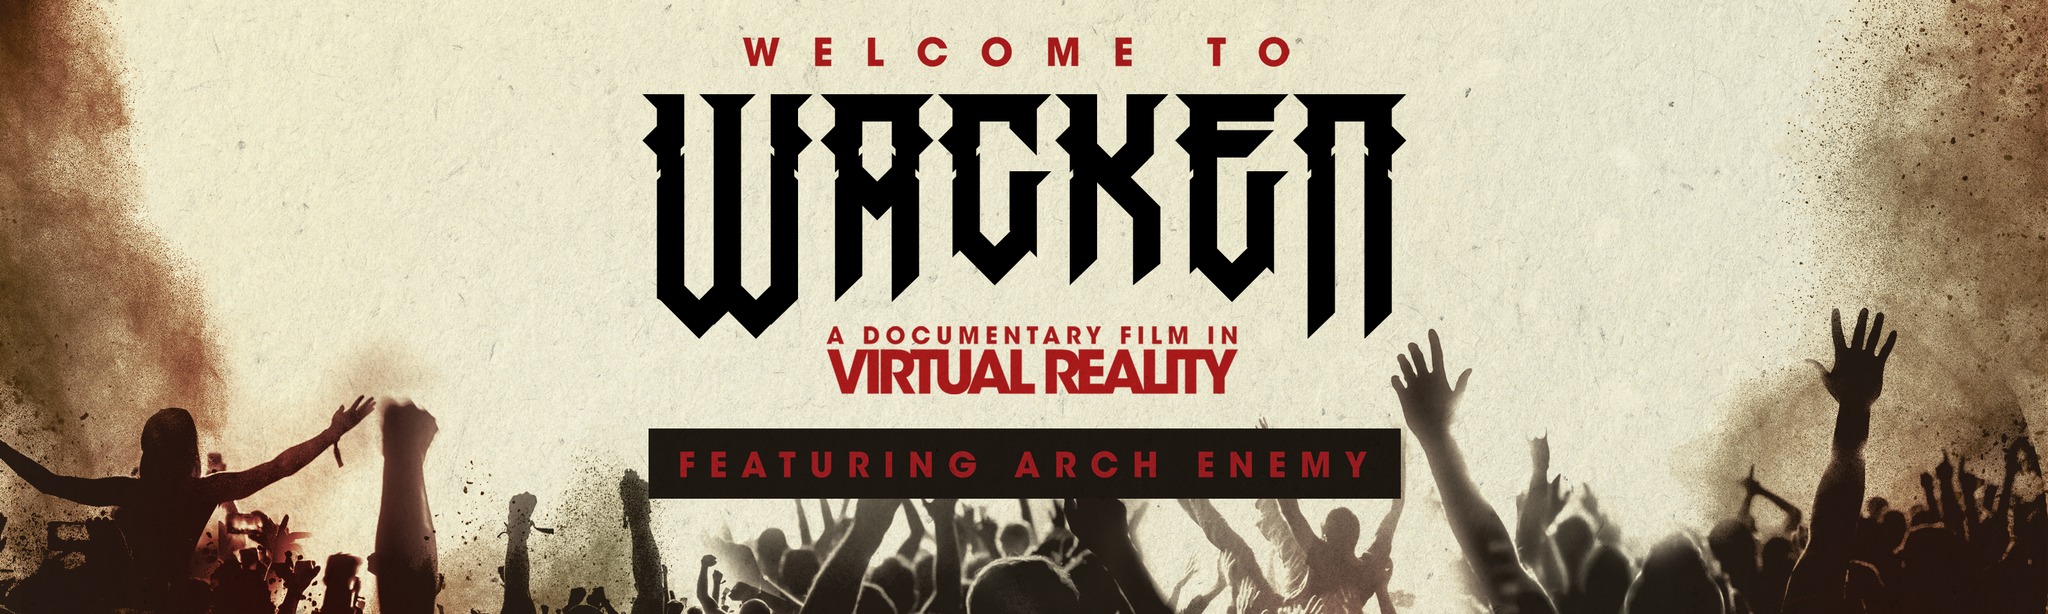 WELCOME TO
WACKEN
A DOCUMENTARY FILM IN
VIRTUAL REALITY
FEATURING ARCH ENEMY